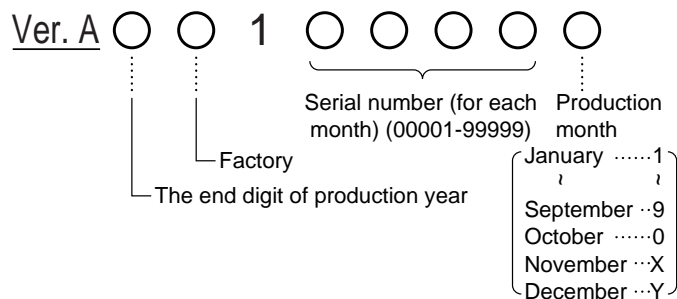 Ver. A ○ ○ 1 ○ ○ ○ ○ ○
Serial number (for each
month) (00001-99999)
Production
month
January ······1
~ ~
September ··9
October ······0
November ···X
December ···Y
Factory
The end digit of production year